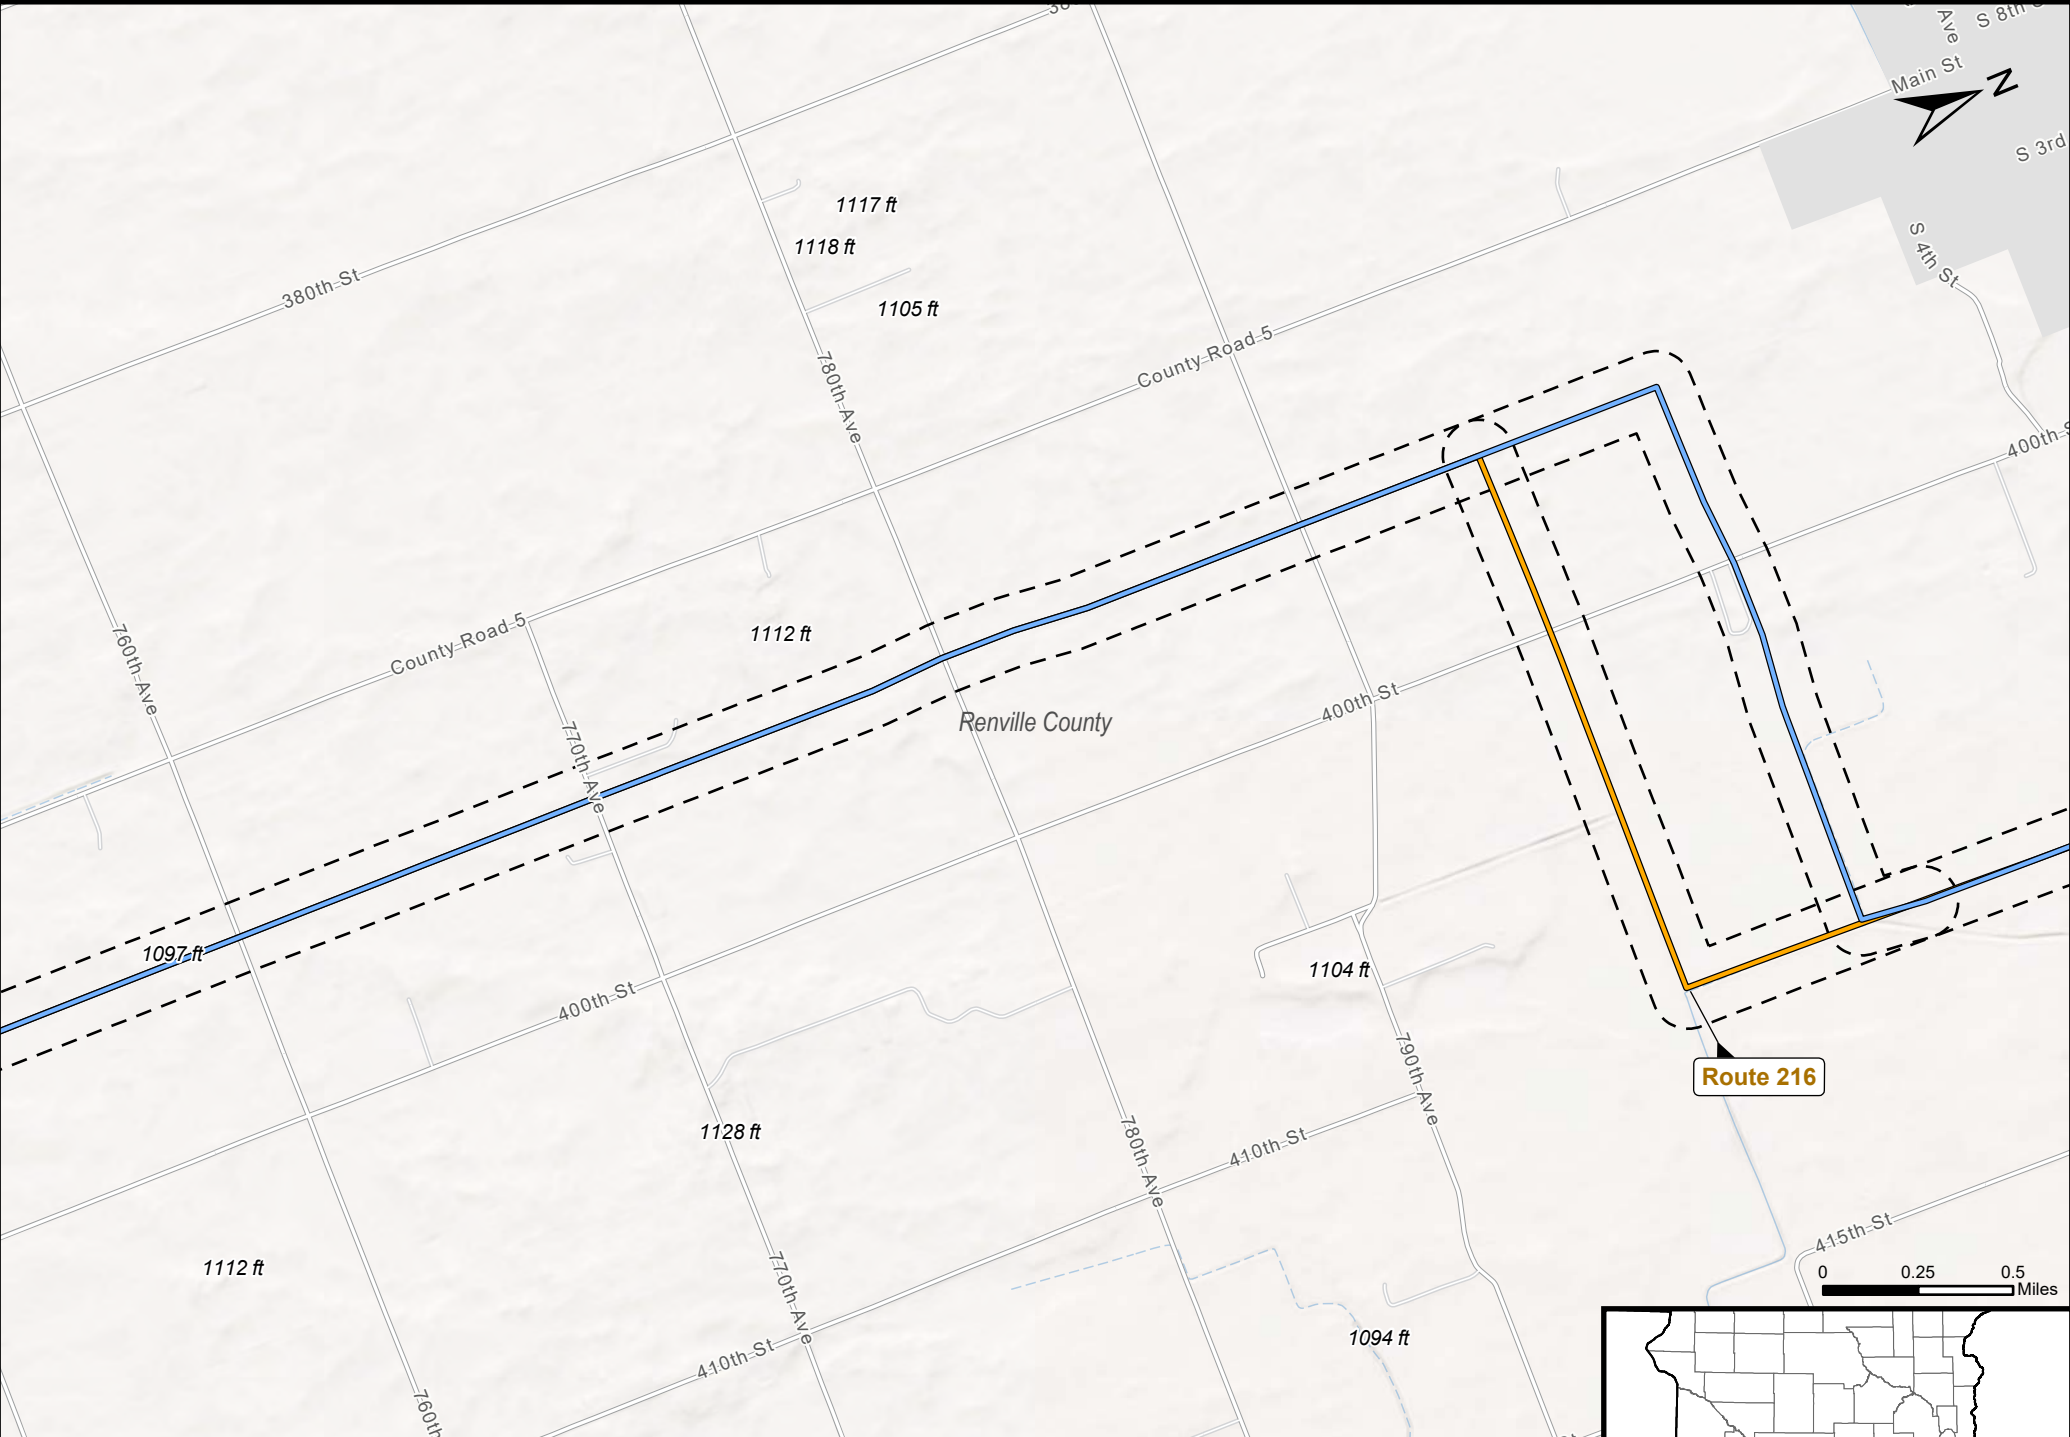 Ave
S 8th
Main St
N
S 3rd
380th St
1117 ft
1118 ft
1105 ft
S 4th St
County Road 5
780th Ave
400th
760th Ave
County Road 5
1112 ft
770th Ave
Renville County
400th St
1097 ft
400th St
1104 ft
790th Ave
Route 216
1128 ft
780th Ave
410th St
415th St
1112 ft
770th Ave
0 0.25 0.5
Miles
1094 ft
410th St
760th